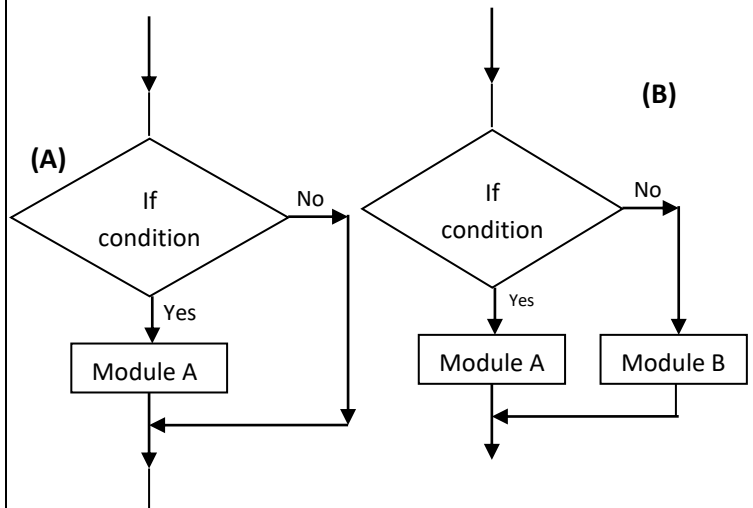 (A)
If
condition
No
Yes
Module A
(B)
If
condition
No
Yes
Module A
Module B